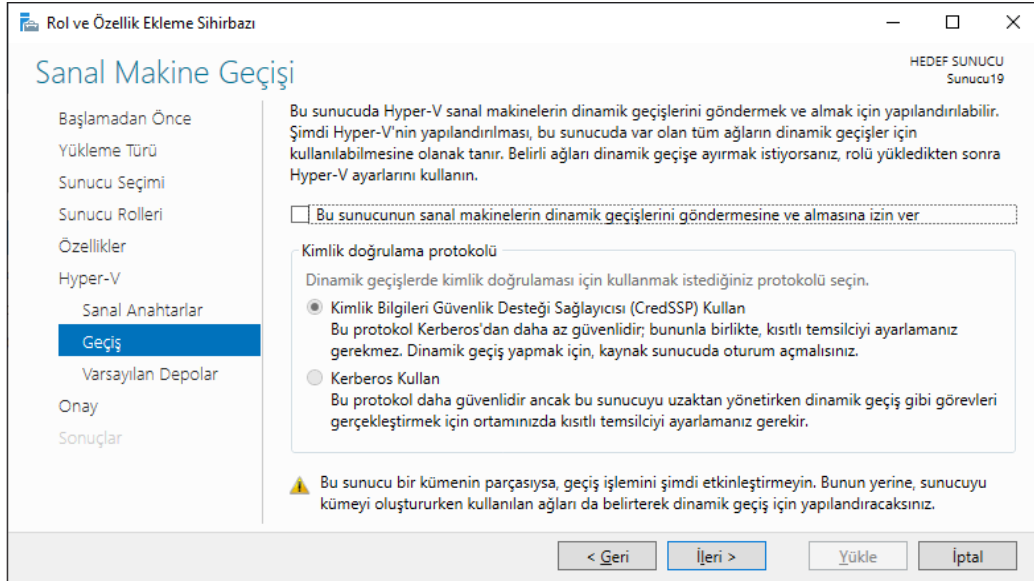 Rol ve Özellik Ekleme Sihirbazı
Sanal Makine Geçişi
HEDEF SUNUCU
Sunucu19
Başlamadan Önce
Yükleme Türü
Sunucu Seçimi
Sunucu Rolleri
Özellikler
Hyper-V
Sanal Anahtarlar
Geçiş
Varsayılan Depolar
Onay
Sonuçlar
Bu sunucuda Hyper-V sanal makinelerin dinamik geçişlerini göndermek ve almak için yapılandırılabilir.
Şimdi Hyper-V'nin yapılandırılması, bu sunucuda var olan tüm ağların dinamik geçişler için
kullanılabilmesine olanak tanır. Belirli ağları dinamik geçişe ayırmak istiyorsanız, rolü yükledikten sonra
Hyper-V ayarlarını kullanın.
Bu sunucunun sanal makinelerin dinamik geçişlerini göndermesine ve almasına izin ver
Kimlik doğrulama protokolü
Dinamik geçişlerde kimlik doğrulaması için kullanmak istediğiniz protokolü seçin.
Kimlik Bilgileri Güvenlik Desteği Sağlayıcısı (CredSSP) Kullan
Bu protokol Kerberos'dan daha az güvenlidir; bununla birlikte, kısıtlı temsilciyi ayarlamanız
gerekmez. Dinamik geçiş yapmak için, kaynak sunucuda oturum açmalısınız.
Kerberos Kullan
Bu protokol daha güvenlidir ancak bu sunucuyu uzaktan yönetirken dinamik geçiş gibi görevleri
gerçekleştirmek için ortamınızda kısıtlı temsilciyi ayarlamanız gerekir.
Bu sunucu bir kümenin parçasıysa, geçiş işlemini şimdi etkinleştirmeyin. Bunun yerine, sunucuyu
kümeyi oluştururken kullanılan ağları da belirterek dinamik geçiş için yapılandıracaksınız.
< Geri
İleri >
Yükle
İptal